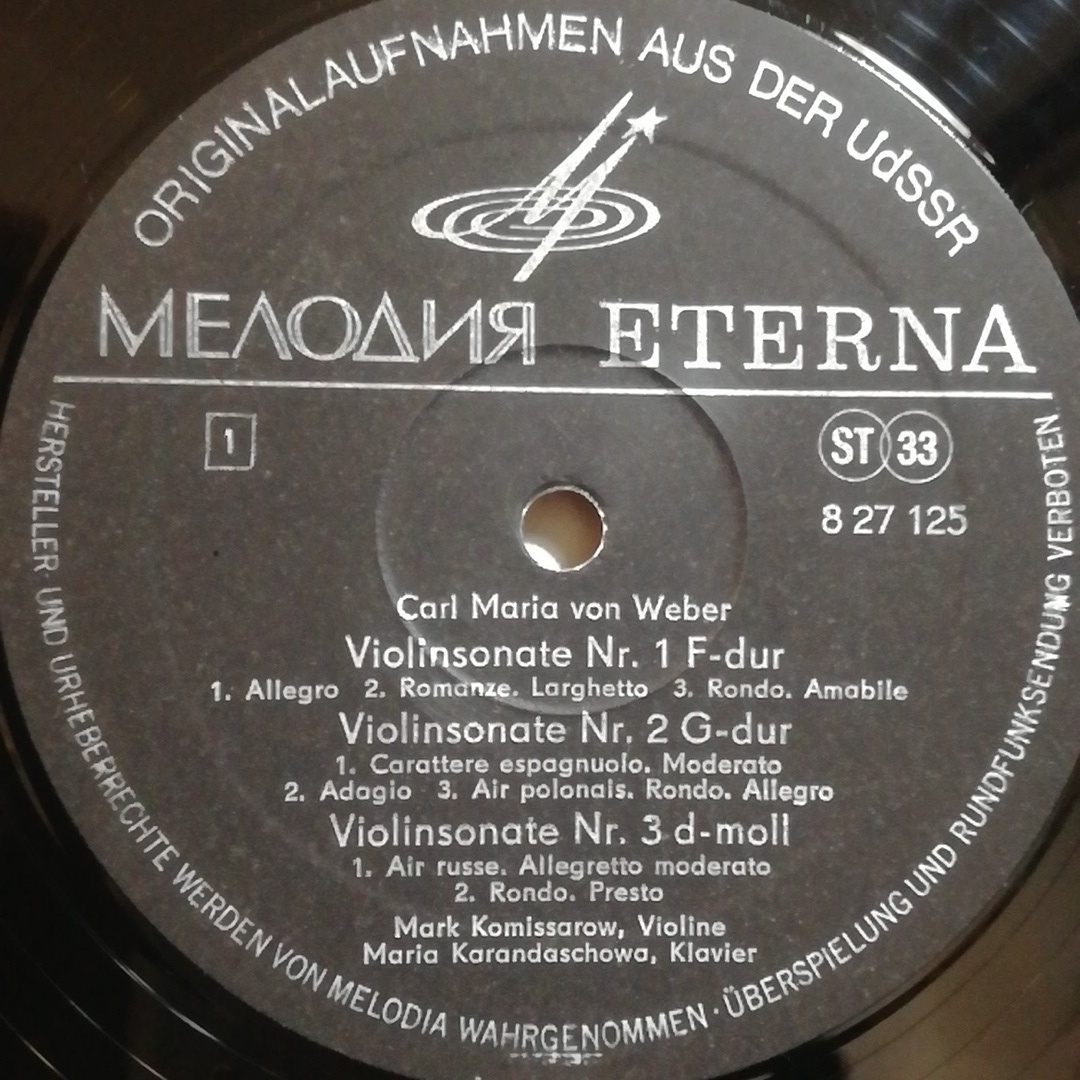 ORIGINALAUFNAHMEN AUS DER UdSSR
МЕЛОДИЯ ETERNA
1
ST 33
8 27 125
Carl Maria von Weber
Violinsonate Nr. 1 F-dur
1. Allegro 2. Romanze. Larghetto 3. Rondo. Amabile
Violinsonate Nr. 2 G-dur
1. Carattere espagnuolo. Moderato
2. Adagio 3. Air polonais. Rondo. Allegro
Violinsonate Nr. 3 d-moll
1. Air russe. Allegretto moderato
2. Rondo. Presto
Mark Komissarow, Violine
Maria Karandaschowa, Klavier
HERSTELLER- UND URHEBERRECHTE WERDEN VON MELODIA WAHRGENOMMEN · ÜBERSPIELUNG UND RUNDFUNKSENDUNG VERBOTEN